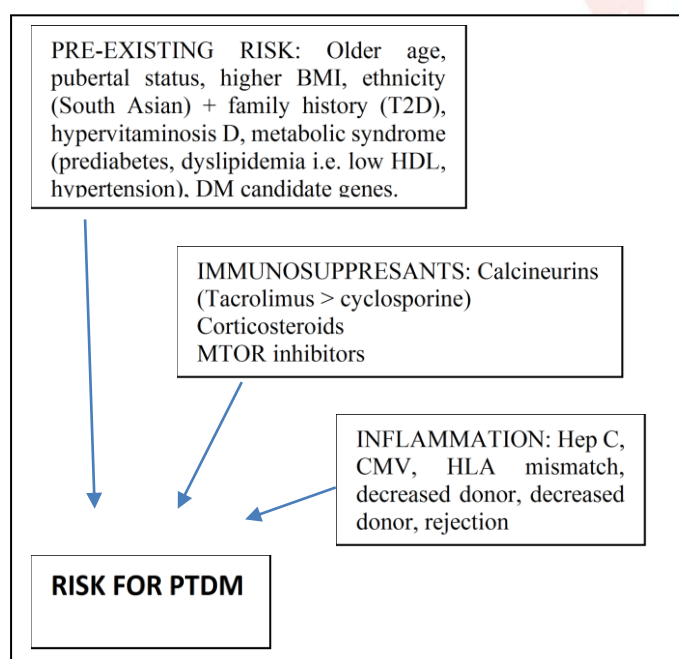 PRE-EXISTING RISK: Older age,
pubertal status, higher BMI, ethnicity
(South Asian) + family history (T2D),
hypervitaminosis D, metabolic syndrome
(prediabetes, dyslipidemia i.e. low HDL,
hypertension), DM candidate genes.
IMMUNOSUPPRESANTS: Calcineurins
(Tacrolimus > cyclosporine)
Corticosteroids
MTOR inhibitors
INFLAMMATION: Hep C,
CMV, HLA mismatch,
decreased donor, decreased
donor, rejection
RISK FOR PTDM